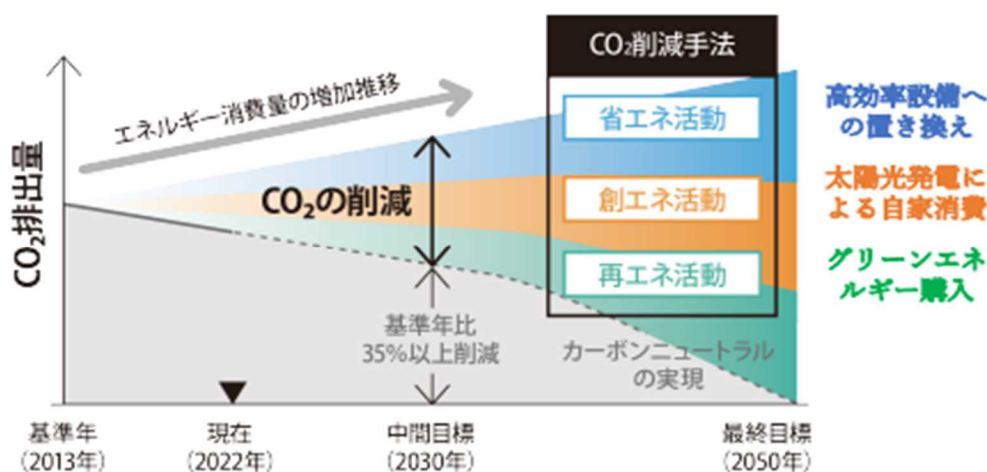 CO₂削減手法
エネルギー消費量の増加推移
CO₂排出量
省エネ活動
高効率設備へ
の置き換え
CO₂の削減
創エネ活動
太陽光発電に
よる自家消費
再エネ活動
グリーンエネ
ルギー購入
基準年比
35%以上削減
カーボンニュートラル
の実現
基準年
(2013年)
現在
(2022年)
中間目標
(2030年)
最終目標
(2050年)